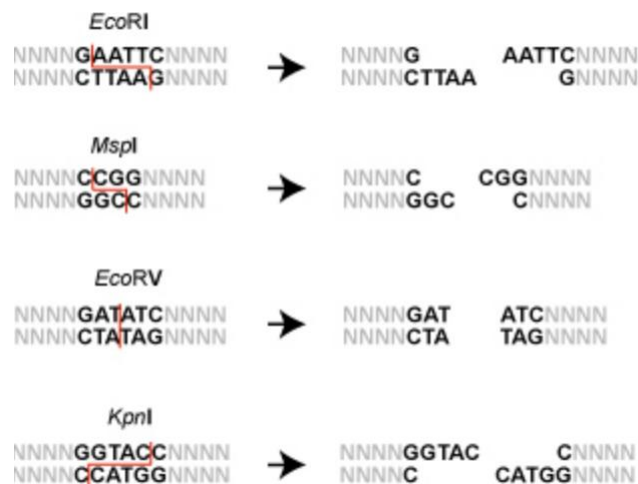 EcoRI
NNNNGAATTCNNNN NNNNG AATTCNNNN
NNNNCTTAAGNNNN NNNNCTTAA GNNNN
MspI
NNNNCCGGNNNN NNNNC CGGNNNN
NNNNGGCCNNNN NNNNGGC CNNNN
EcoRV
NNNNGATATCNNNN NNNNGAT ATCNNNN
NNNNCTATAGNNNN NNNNCTA TAGNNNN
KpnI
NNNNGGTACCNNNN NNNNGGTAC CNNNN
NNNNCCATGGNNNN NNNNC CATGGNNNN